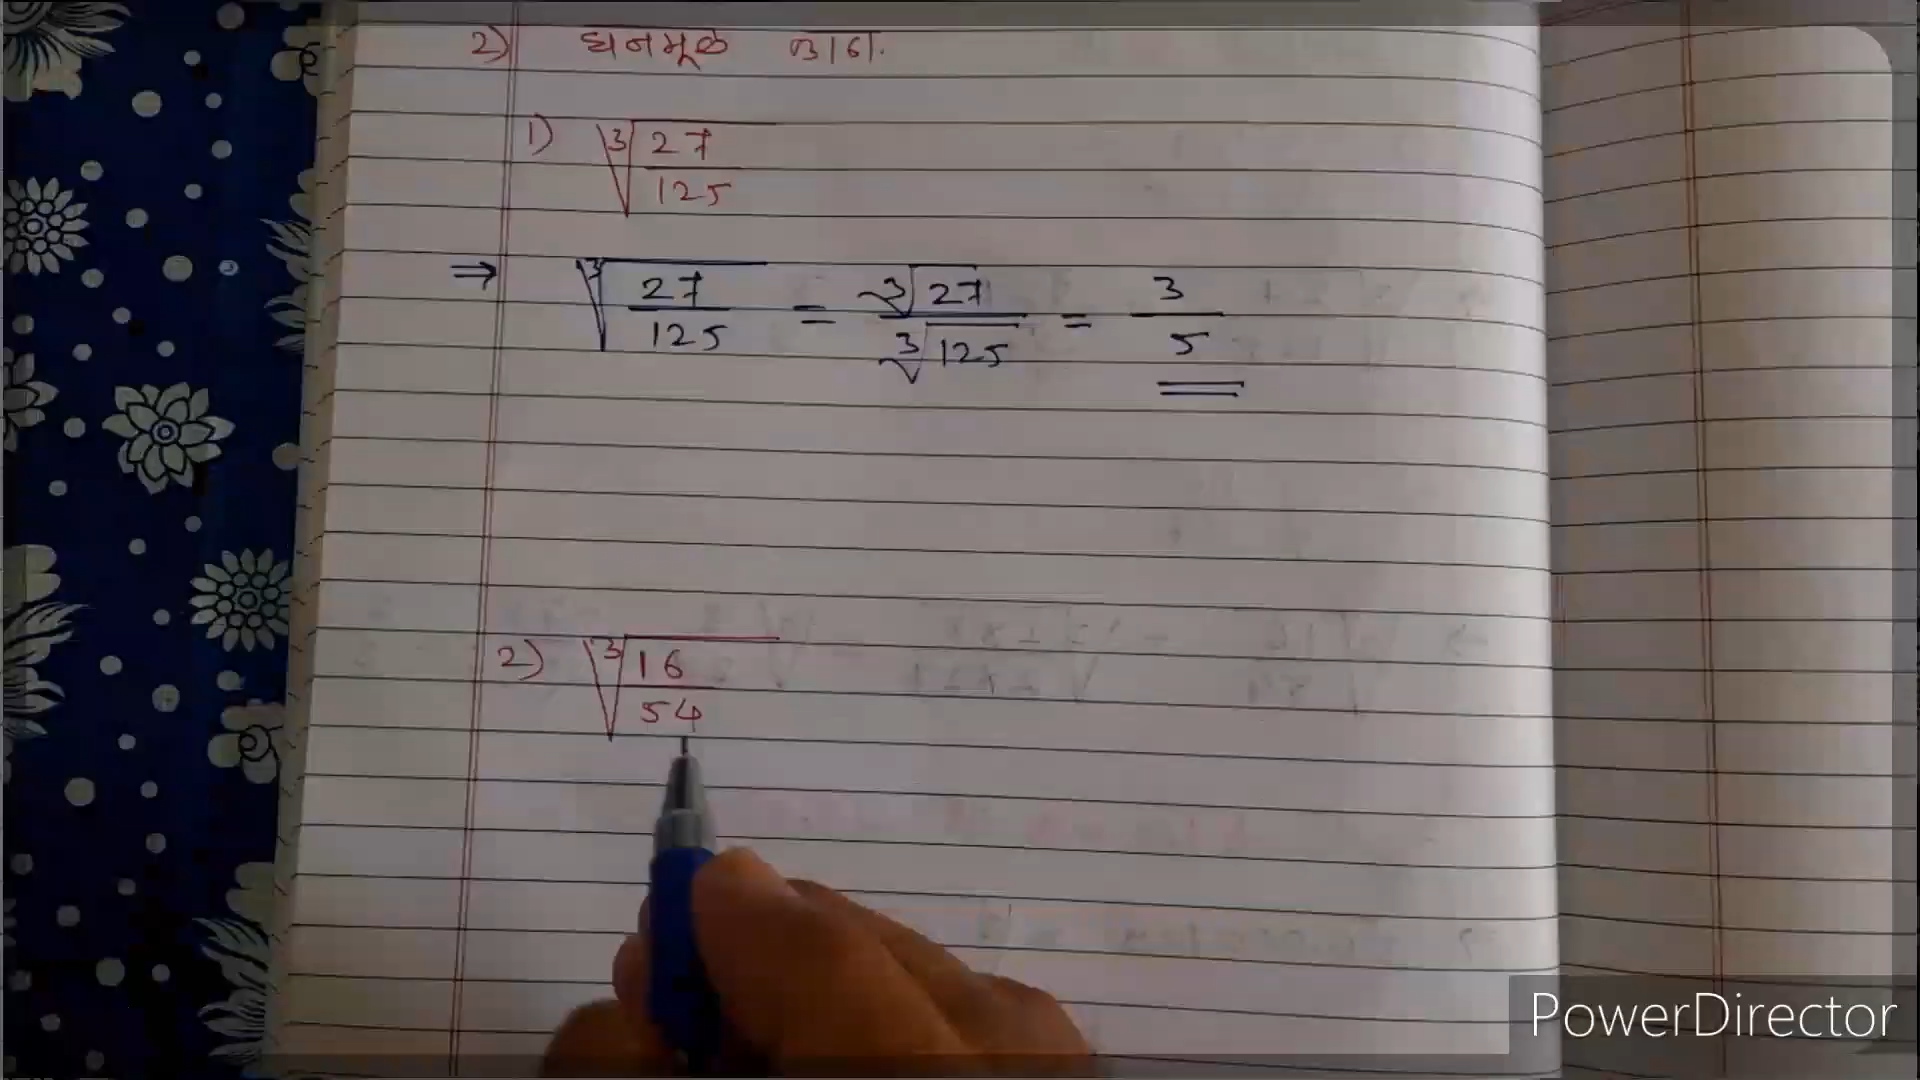 2) घनमूळ काढा.
1) ∛(27/125)
⇒ ∛(27/125) = ∛27/∛125 = 3/5
2) ∛(16/54)
PowerDirector